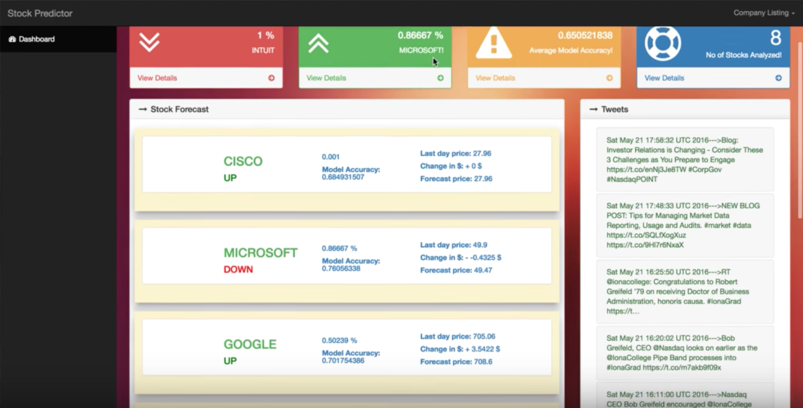 Stock Predictor
Company Listing
Dashboard
1 %
INTUIT
View Details
0.86667 %
MICROSOFT!
View Details
0.650521838
Average Model Accuracy!
View Details
8
No of Stocks Analyzed!
View Details
Stock Forecast
CISCO
UP
0.001
Model Accuracy:
0.684931507
Last day price: 27.96
Change in $: + 0 $
Forecast price: 27.96
MICROSOFT
DOWN
0.86667 %
Model Accuracy:
0.76056338
Last day price: 49.9
Change in $: - -0.4325 $
Forecast price: 49.47
GOOGLE
UP
0.50239 %
Model Accuracy:
0.701754386
Last day price: 705.06
Change in $: + 3.5422 $
Forecast price: 708.6
Tweets
Sat May 21 17:58:32 UTC 2016--->Blog:
Investor Relations is Changing - Consider These
3 Challenges as You Prepare to Engage
https://t.co/enNj3Je8TW #CorpGov
#NasdaqPOINT
Sat May 21 17:48:33 UTC 2016--->NEW BLOG
POST: Tips for Managing Market Data
Reporting, Usage and Audits. #market #data
https://t.co/SQLfXogXuz
https://t.co/9Hl7r6NxaX
Sat May 21 16:25:50 UTC 2016--->RT
@ionacollege: Congratulations to Robert
Greifeld '79 on receiving Doctor of Business
Administration, honoris causa. #IonaGrad
https://t...
Sat May 21 16:20:02 UTC 2016--->Bob
Greifeld, CEO @Nasdaq looks on earlier as the
@IonaCollege Pipe Band processes into
#IonaGrad https://t.co/m7akb9f09x
Sat May 21 16:11:00 UTC 2016--->Nasdaq
CEO Bob Greifeld encouraged @IonaCollege